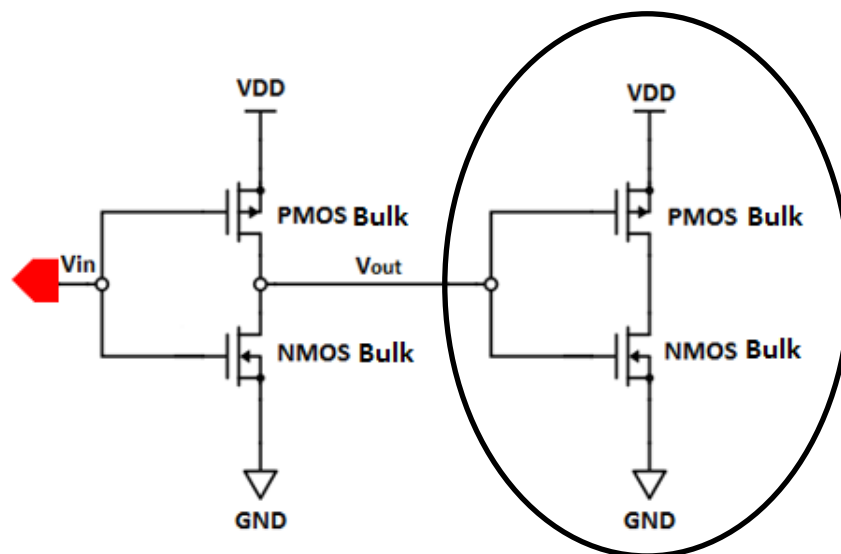 VDD
PMOS Bulk
Vin
Vout
NMOS Bulk
GND
VDD
PMOS Bulk
NMOS Bulk
GND